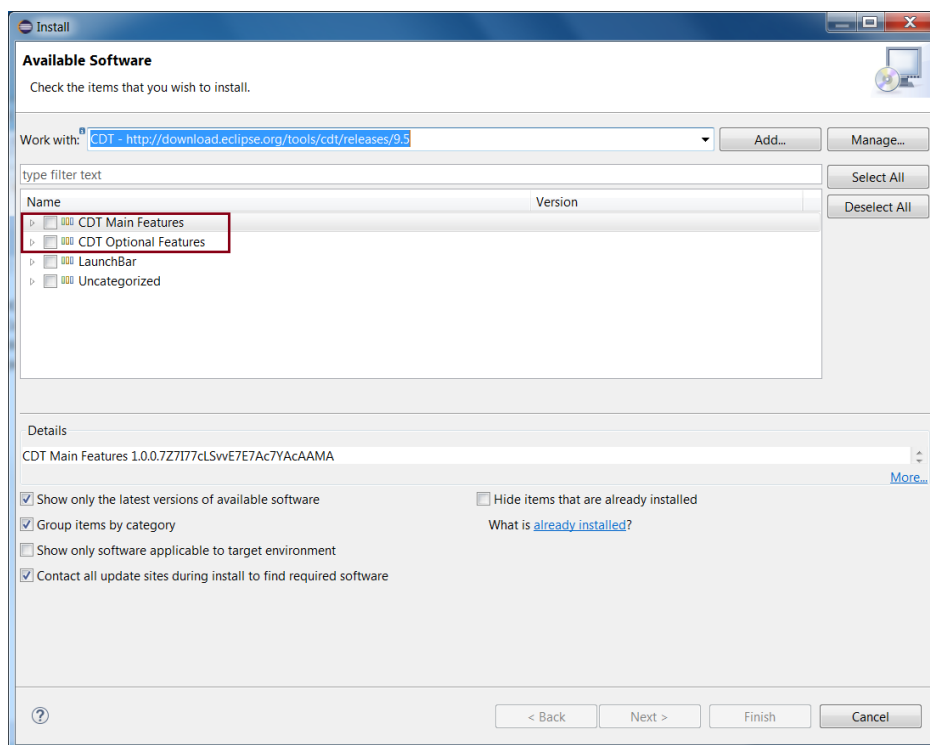 Install
Available Software
Check the items that you wish to install.
Work with: CDT - http://download.eclipse.org/tools/cdt/releases/9.5 Add... Manage...
type filter text Select All
Name Version Deselect All
CDT Main Features
CDT Optional Features
LaunchBar
Uncategorized
Details
CDT Main Features 1.0.0.7Z7I77cLSvvE7E7Ac7YAcAAMA
More...
Show only the latest versions of available software Hide items that are already installed
Group items by category What is already installed?
Show only software applicable to target environment
Contact all update sites during install to find required software
? < Back Next > Finish Cancel